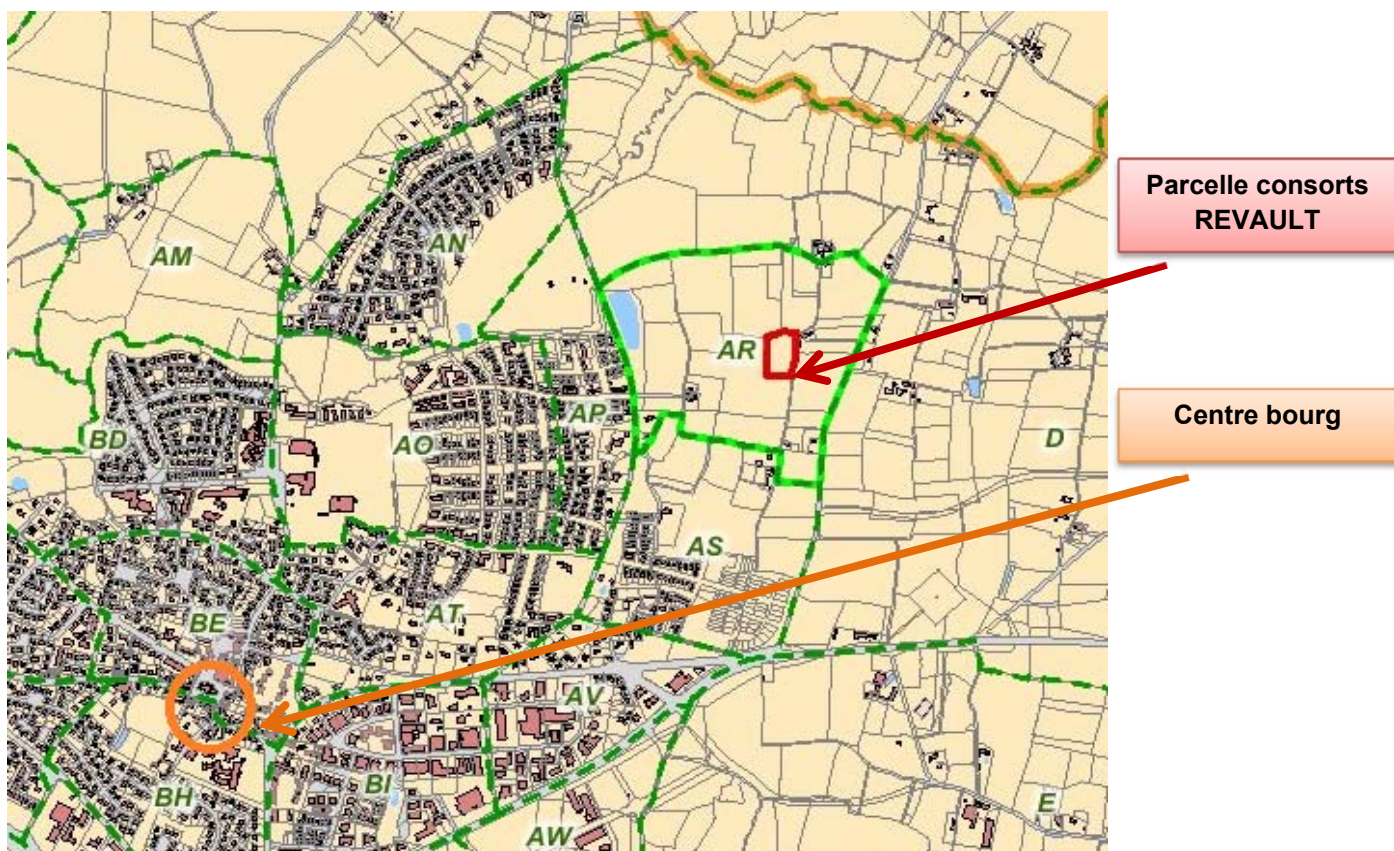 Parcelle consorts
REVAULT
Centre bourg
AM
AN
AR
BD
AO
AP
D
AS
BE
AT
AV
BH
BI
AW
E